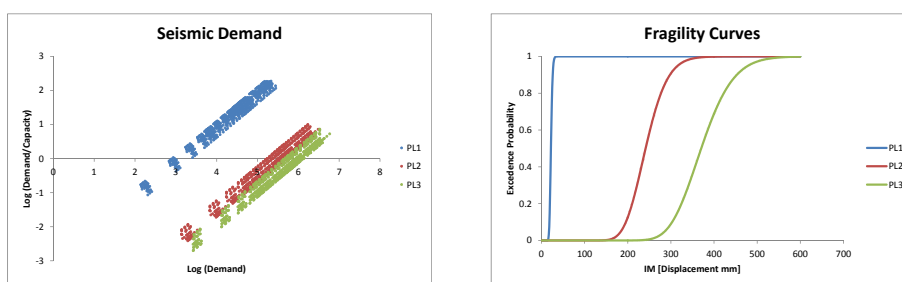 Seismic Demand
Log (Demand/Capacity)
3
2
1
0
-1
-2
-3
0 1 2 3 4 5 6 7 8
Log (Demand)
PL1
PL2
PL3
Fragility Curves
Exceedence Probability
1
0.8
0.6
0.4
0.2
0
0 100 200 300 400 500 600 700
IM [Displacement mm]
PL1
PL2
PL3